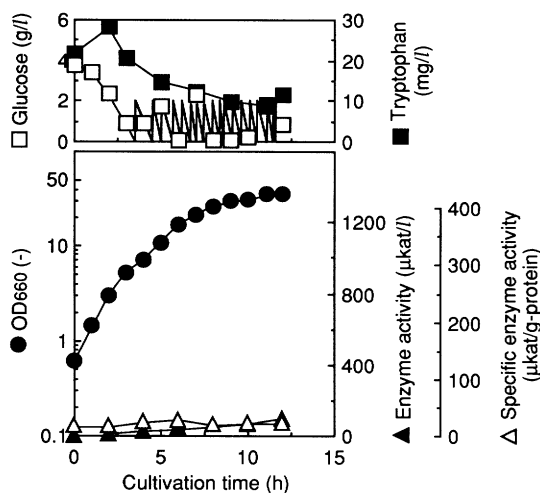 6
4
2
0
Glucose (g/l)
30
20
10
0
Tryptophan
(mg/l)
50
10
1
0.1
OD660 (-)
1200
800
400
0
Enzyme activity (μkat/l)
400
300
200
100
0
Specific enzyme activity
(μkat/g-protein)
0 5 10 15
Cultivation time (h)